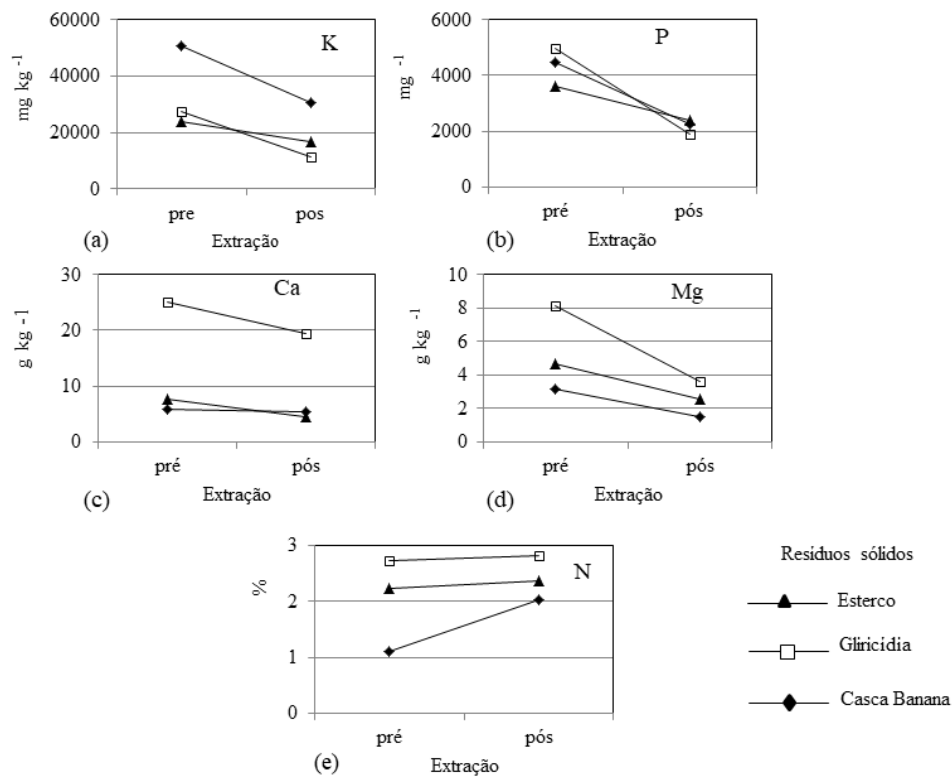 K
mg kg -1
60000
40000
20000
0
pre pos
Extração
(a)
P
mg -1
6000
4000
2000
0
pré pós
Extração
(b)
Ca
g kg -1
30
20
10
0
pré pós
Extração
(c)
Mg
g kg -1
10
8
6
4
2
0
pré pós
Extração
(d)
N
%
3
2
1
0
pré pós
Extração
(e)
Resíduos sólidos
Esterco
Gliricídia
Casca Banana